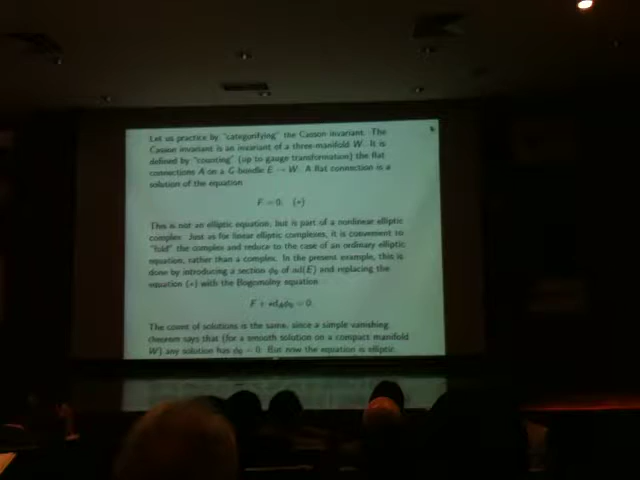 Let us practice by "categorifying" the Casson invariant. The
Casson invariant is an invariant of a three-manifold W. It is
defined by "counting" (up to gauge transformation) the flat
connections A on a G-bundle E → W. A flat connection is a
solution of the equation
F = 0. (∗)
This is not an elliptic equation, but is part of a nonlinear elliptic
complex. Just as for linear elliptic complexes, it is convenient to
"fold" the complex and reduce to the case of an ordinary elliptic
equation, rather than a complex. In the present example, this is
done by introducing a section ϕ₀ of ad(E) and replacing the
equation (∗) with the Bogomolny equation
F + ∗d_Aϕ₀ = 0.
The count of solutions is the same, since a simple vanishing
theorem says that (for a smooth solution on a compact manifold
W) any solution has ϕ₀ = 0. But now the equation is elliptic.